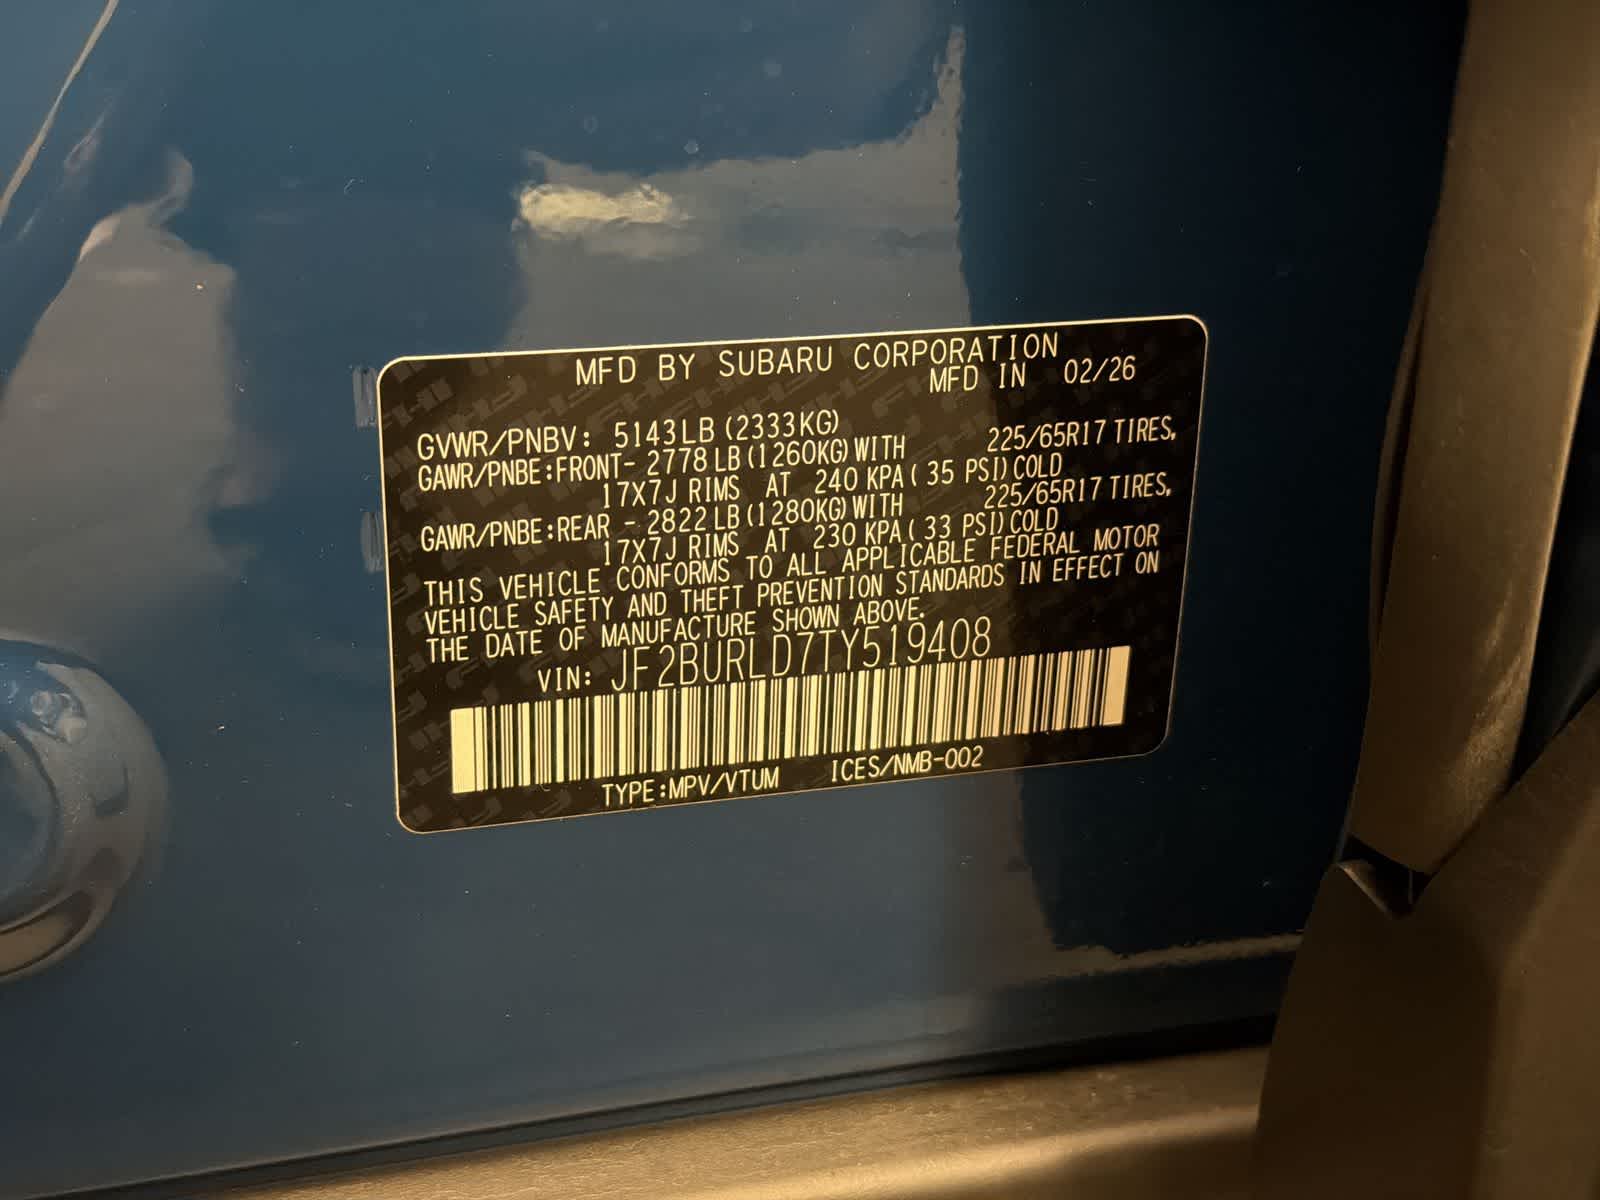 MFD BY SUBARU CORPORATION
MFD IN 02/26
GVWR/PNBV: 5143LB (2333KG)
GAWR/PNBE:FRONT- 2778 LB (1260KG) WITH 225/65R17 TIRES,
17X7J RIMS AT 240 KPA ( 35 PSI) COLD
GAWR/PNBE:REAR - 2822 LB (1280KG) WITH 225/65R17 TIRES,
17X7J RIMS AT 230 KPA ( 33 PSI) COLD
THIS VEHICLE CONFORMS TO ALL APPLICABLE FEDERAL MOTOR
VEHICLE SAFETY AND THEFT PREVENTION STANDARDS IN EFFECT ON
THE DATE OF MANUFACTURE SHOWN ABOVE.
VIN: JF2BURLD7TY519408
TYPE:MPV/VTUM ICES/NMB-002